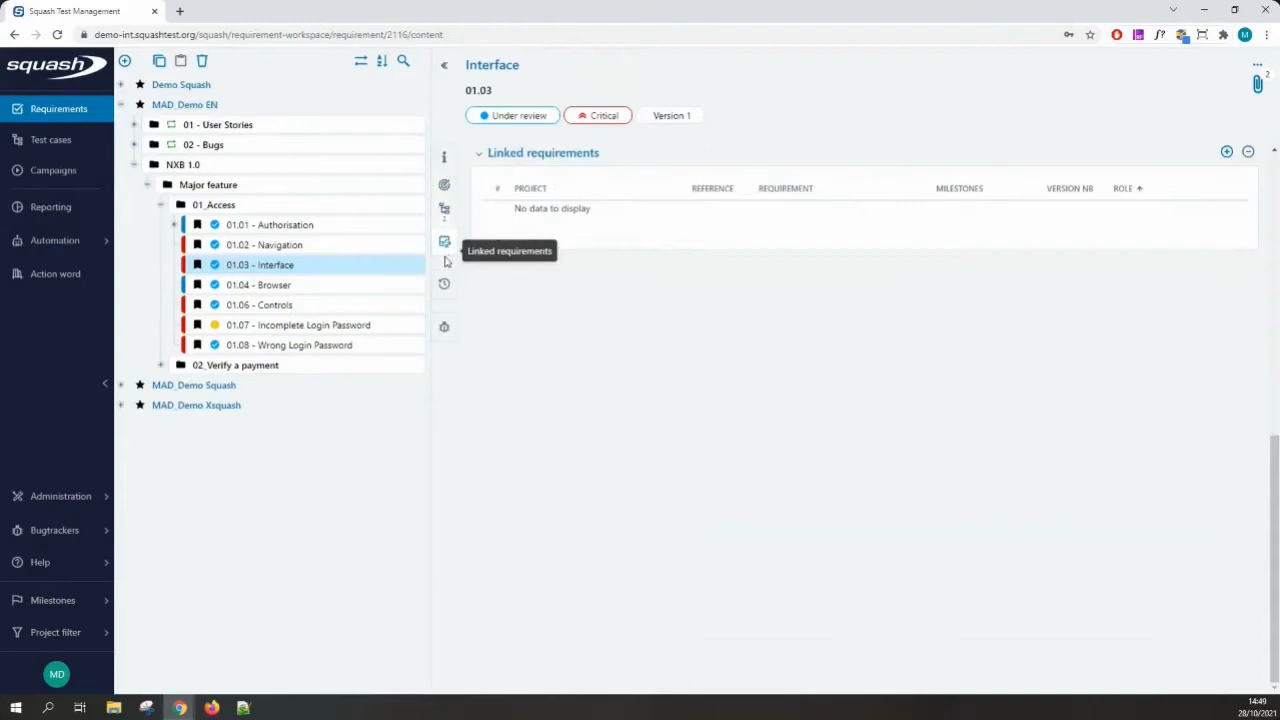 Squash Test Management
demo-int.squashtest.org/squash/requirement-workspace/requirement/2116/content
M
squash
Requirements
Test cases
Campaigns
Reporting
Automation
Action word
Administration
Bugtrackers
Help
Milestones
Project filter
MD
Demo Squash
MAD_Demo EN
01 - User Stories
02 - Bugs
NXB 1.0
Major feature
01_Access
01.01 - Authorisation
01.02 - Navigation
01.03 - Interface
01.04 - Browser
01.06 - Controls
01.07 - Incomplete Login Password
01.08 - Wrong Login Password
02_Verify a payment
MAD_Demo Squash
MAD_Demo Xsquash
Interface
2
01.03
Under review Critical Version 1
Linked requirements
# PROJECT REFERENCE REQUIREMENT MILESTONES VERSION NB ROLE
No data to display
Linked requirements
14:49
28/10/2021